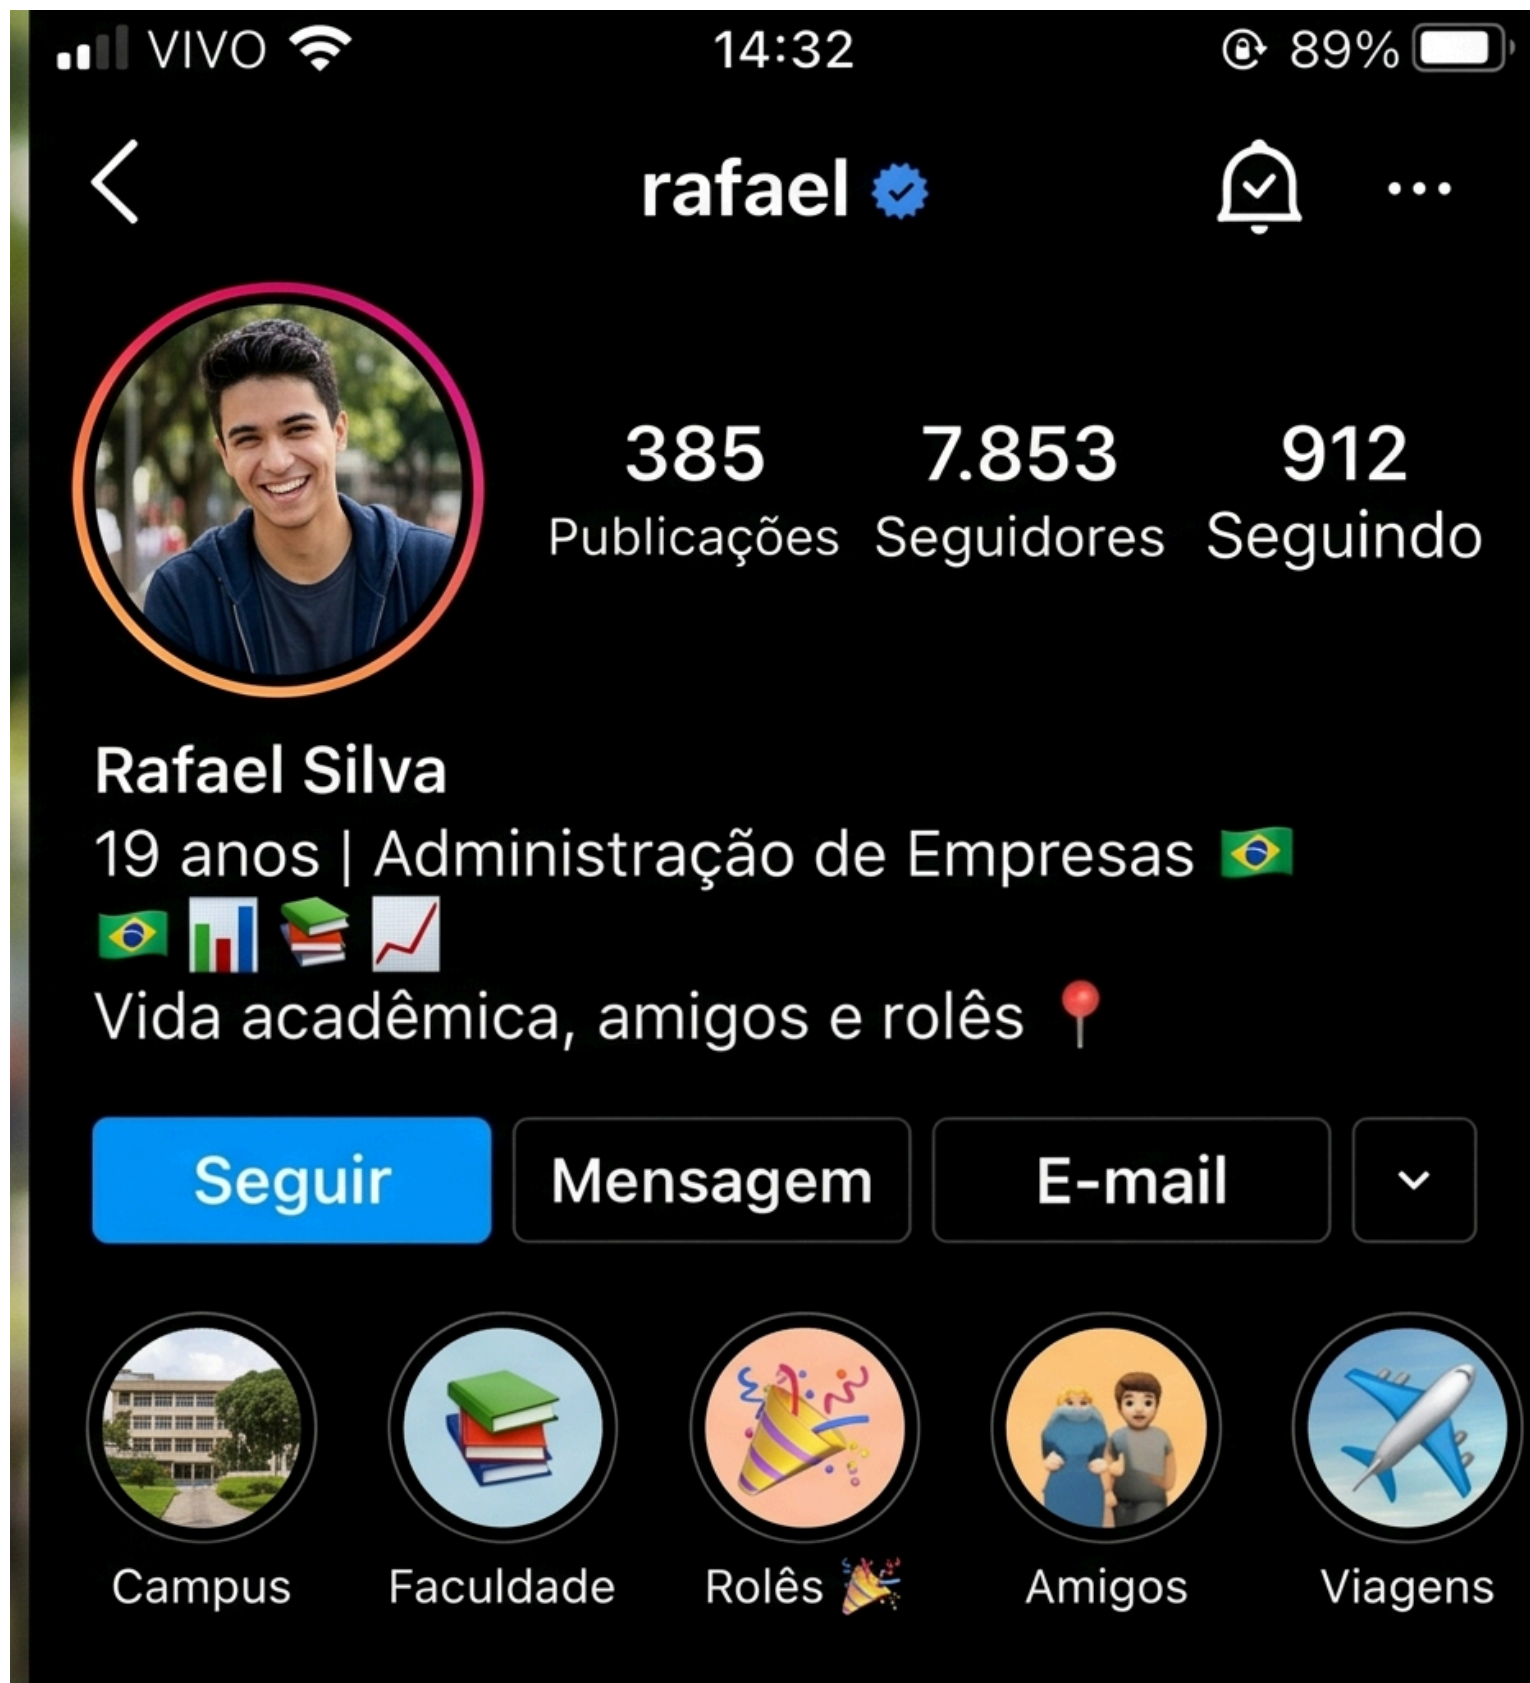 VIVO 14:32 89%
rafael
385 7.853 912
Publicações Seguidores Seguindo
Rafael Silva
19 anos | Administração de Empresas 🇧🇷
🇧🇷 📊 📚 📈
Vida acadêmica, amigos e rolês 📍
Seguir Mensagem E-mail
Campus Faculdade Rolês 🎉 Amigos Viagens